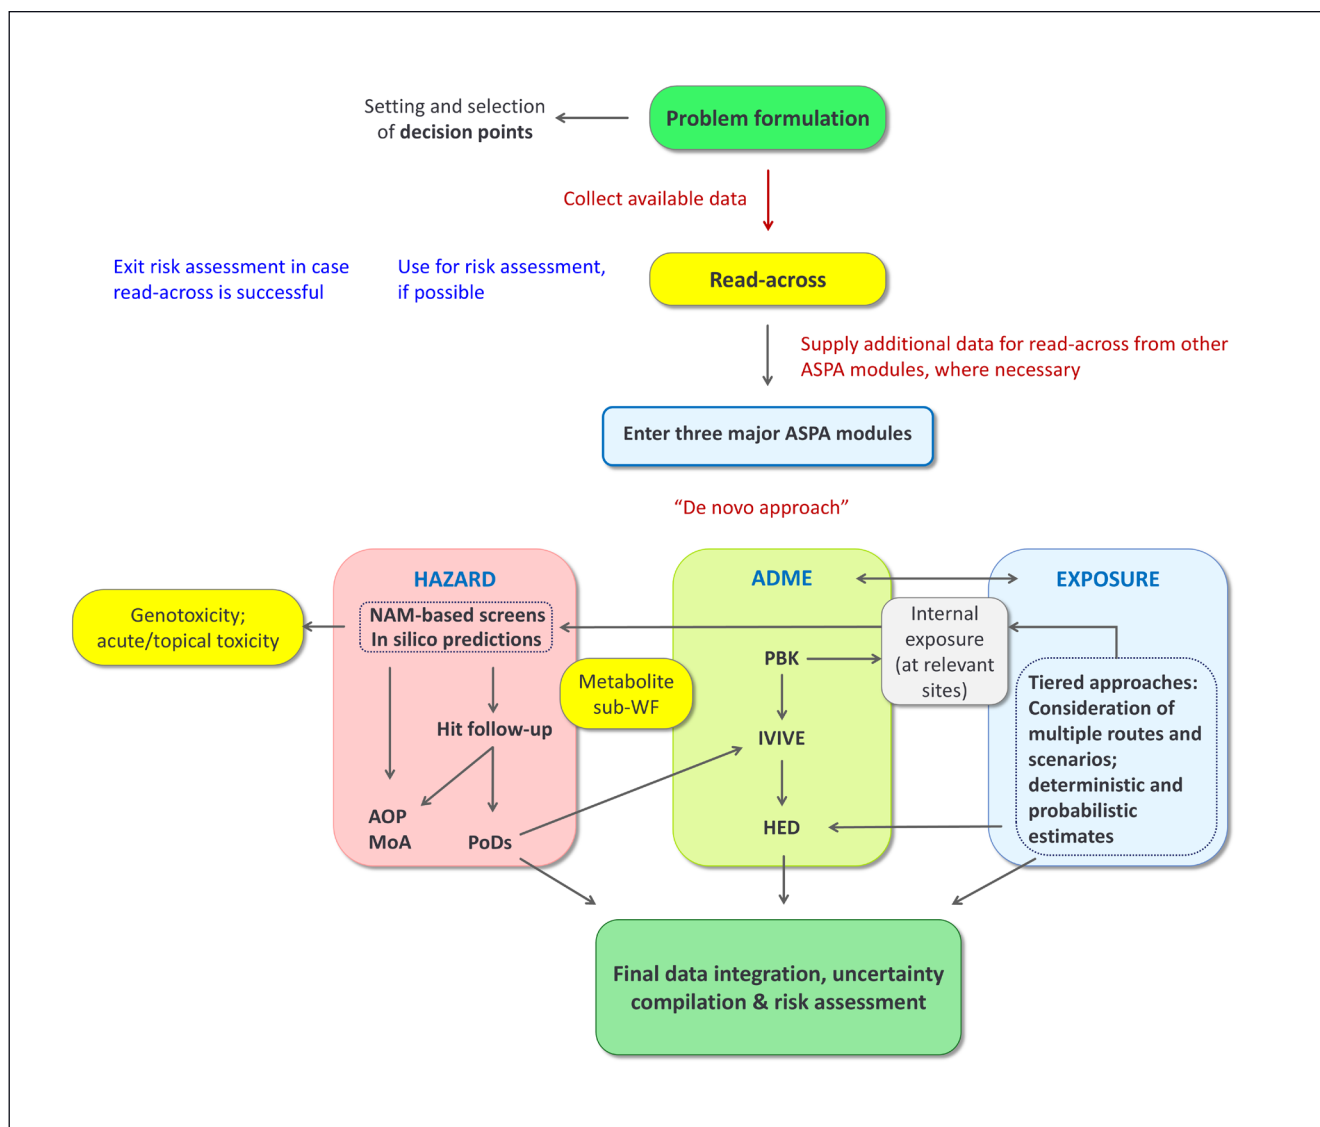 Setting and selection
of decision points
Problem formulation
Collect available data
Exit risk assessment in case
read-across is successful
Use for risk assessment,
if possible
Read-across
Supply additional data for read-across from other
ASPA modules, where necessary
Enter three major ASPA modules
“De novo approach”
HAZARD
NAM-based screens
In silico predictions
Genotoxicity;
acute/topical toxicity
Hit follow-up
AOP
MoA
PoDs
Metabolite
sub-WF
ADME
PBK
IVIVE
HED
Internal
exposure
(at relevant
sites)
EXPOSURE
Tiered approaches:
Consideration of
multiple routes and
scenarios;
deterministic and
probabilistic
estimates
Final data integration, uncertainty
compilation & risk assessment